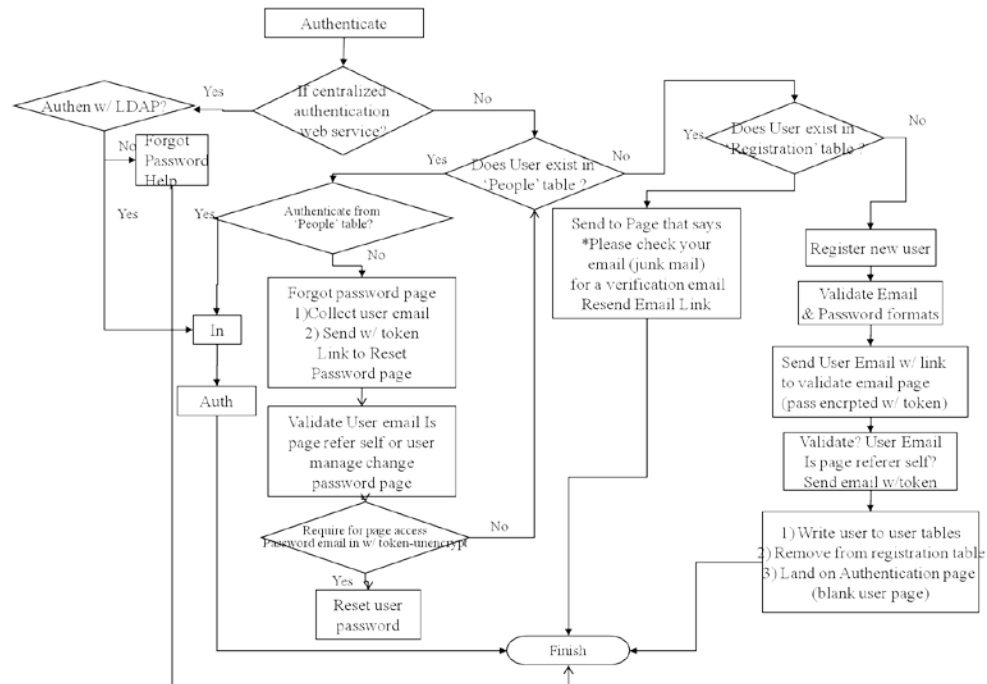 Authenticate
If centralized
authentication
web service?
Yes
No
Authen w/ LDAP?
No
Forgot
Password
Help
Yes
Does User exist in
'People' table ?
Yes
No
Does User exist in
'Registration' table ?
Yes
No
Authenticate from
'People' table?
Yes
No
In
Auth
Forgot password page
1)Collect user email
2) Send w/ token
Link to Reset
Password page
Validate User email Is
page refer self or user
manage change
password page
Require for page access
Password email in w/ token-unencrypt
No
Yes
Reset user
password
Send to Page that says
*Please check your
email (junk mail)
for a verification email
Resend Email Link
Register new user
Validate Email
& Password formats
Send User Email w/ link
to validate email page
(pass encrpted w/ token)
Validate? User Email
Is page referer self?
Send email w/token
1) Write user to user tables
2) Remove from registration table
3) Land on Authentication page
(blank user page)
Finish